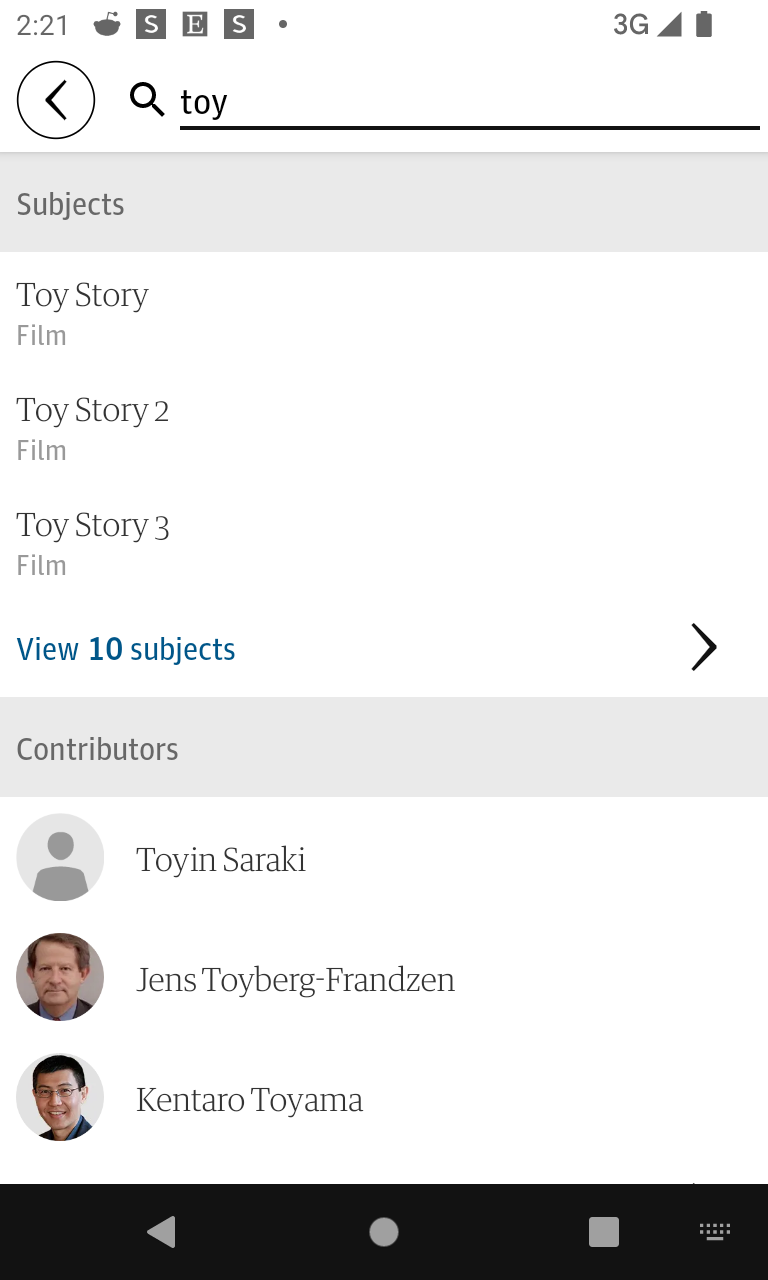 2:21 S E S 3G
toy
Subjects
Toy Story
Film
Toy Story 2
Film
Toy Story 3
Film
View 10 subjects
Contributors
Toyin Saraki
Jens Toyberg-Frandzen
Kentaro Toyama